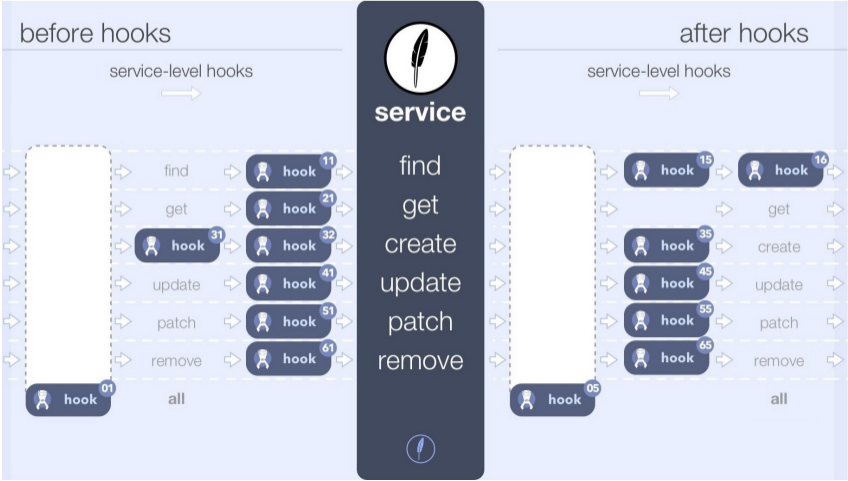 before hooks
service-level hooks
find
hook 11
get
hook 21
hook 31
hook 32
update
hook 41
patch
hook 51
remove
hook 61
hook 01
all
service
find
get
create
update
patch
remove
after hooks
service-level hooks
hook 15
hook 16
get
hook 35
create
hook 45
update
hook 55
patch
hook 65
remove
hook 05
all